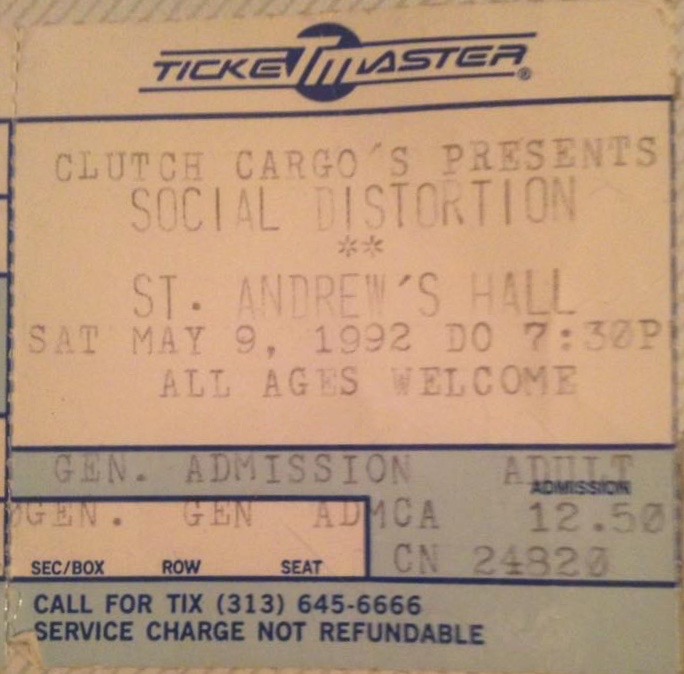 TICKETMASTER®
CLUTCH CARGO'S PRESENTS
SOCIAL DISTORTION
**
ST. ANDREW'S HALL
SAT MAY 9, 1992 DO 7:30P
ALL AGES WELCOME
GEN. ADMISSION ADULT
ADMISSION
GEN. GEN ADMCA 12.50
CN 24820
SEC/BOX ROW SEAT
CALL FOR TIX (313) 645-6666
SERVICE CHARGE NOT REFUNDABLE